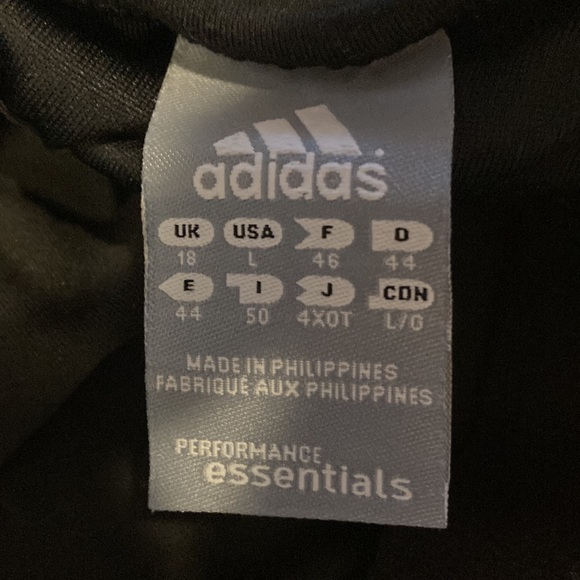 adidas
UK USA F D
18 L 46 44
E I J CDN
44 50 4XOT L/G
MADE IN PHILIPPINES
FABRIQUÉ AUX PHILIPPINES
PERFORMANCE
essentials